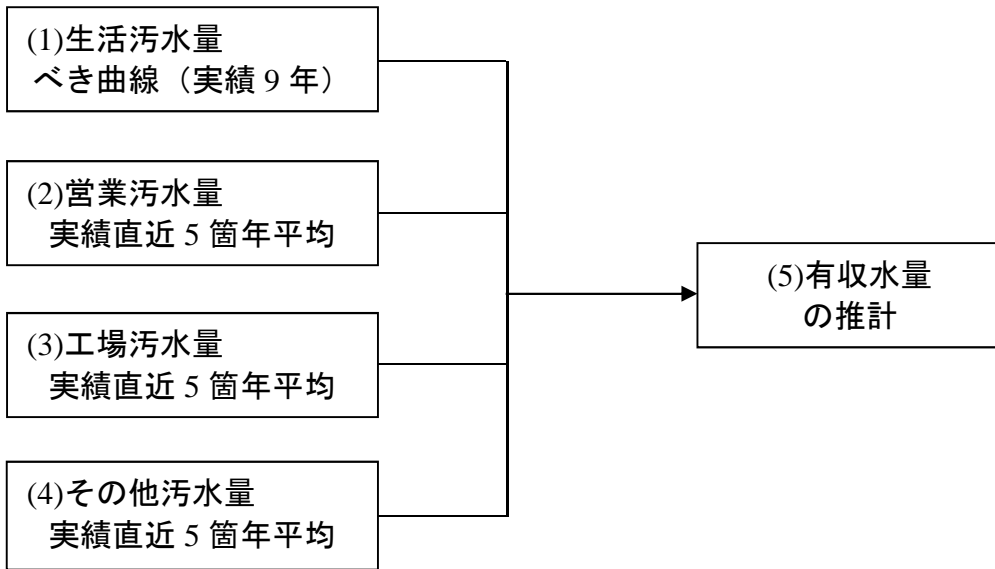 (1)生活汚水量
べき曲線（実績 9 年）
(2)営業汚水量
実績直近 5 箇年平均
(3)工場汚水量
実績直近 5 箇年平均
(4)その他汚水量
実績直近 5 箇年平均
(5)有収水量
の推計